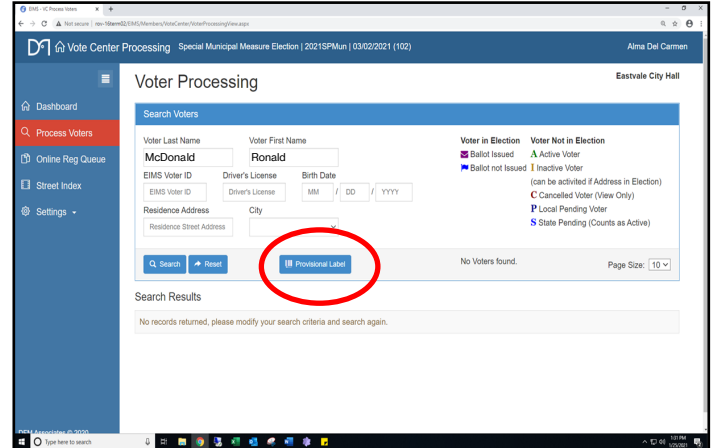 EIMS - VC Process Voters x +
Not secure | rov-16term02/EIMS/Members/VoteCenter/VoterProcessingView.aspx
Vote Center Processing Special Municipal Measure Election | 2021SPMun | 03/02/2021 (102) Alma Del Carmen
Voter Processing Eastvale City Hall
Dashboard
Process Voters
Online Reg Queue
Street Index
Settings
Search Voters
Voter Last Name Voter First Name
McDonald Ronald
EIMS Voter ID Driver's License Birth Date
EIMS Voter ID Driver's License MM / DD / YYYY
Residence Address City
Residence Street Address
Voter in Election Voter Not in Election
Ballot Issued A Active Voter
Ballot not Issued I Inactive Voter
(can be activited if Address in Election)
C Cancelled Voter (View Only)
P Local Pending Voter
S State Pending (Counts as Active)
Search Reset Provisional Label No Voters found. Page Size: 10
Search Results
No records returned, please modify your search criteria and search again.
DFM Associates © 2020
Type here to search
1:01 PM
1/25/2021